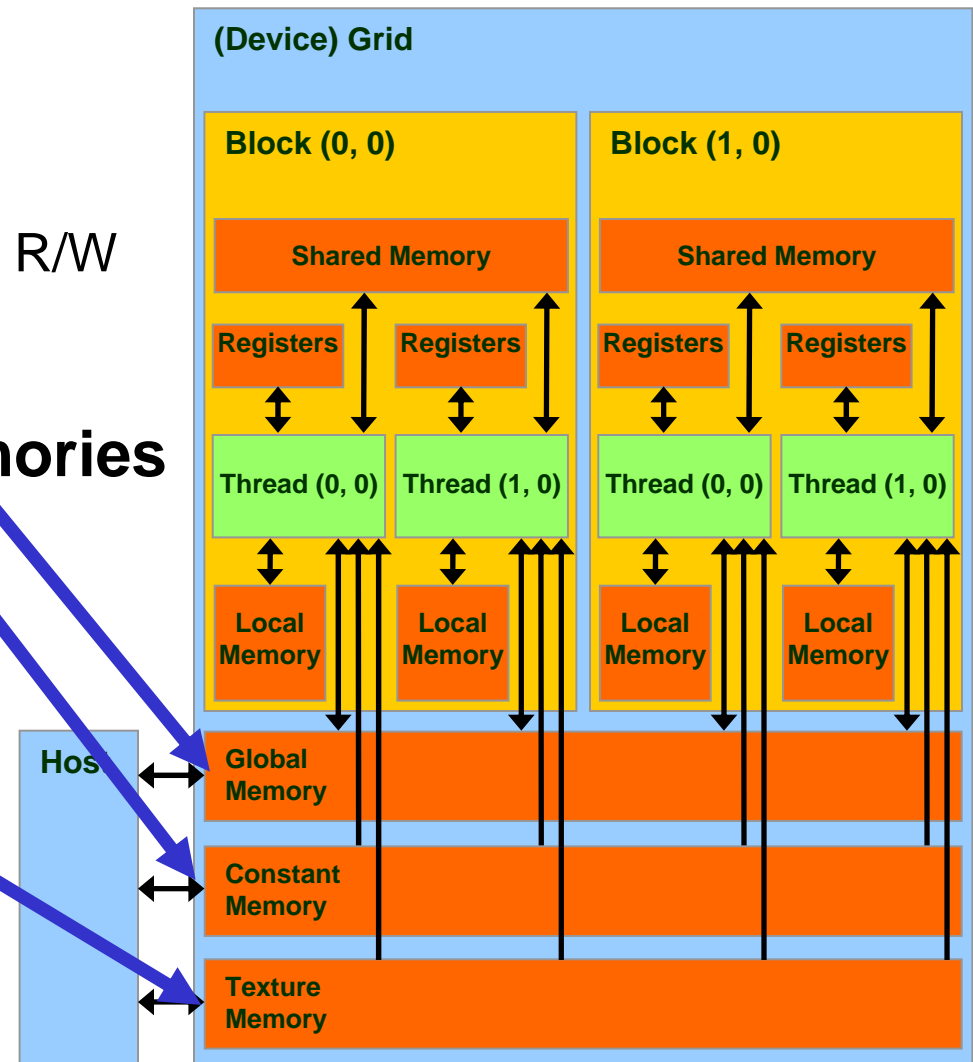 (Device) Grid
Block (0, 0)
Block (1, 0)
R/W
Shared Memory
Shared Memory
Registers
Registers
Registers
Registers
Thread (0, 0)
Thread (1, 0)
Thread (0, 0)
Thread (1, 0)
Local
Memory
Local
Memory
Local
Memory
Local
Memory
Host
Global
Memory
Constant
Memory
Texture
Memory